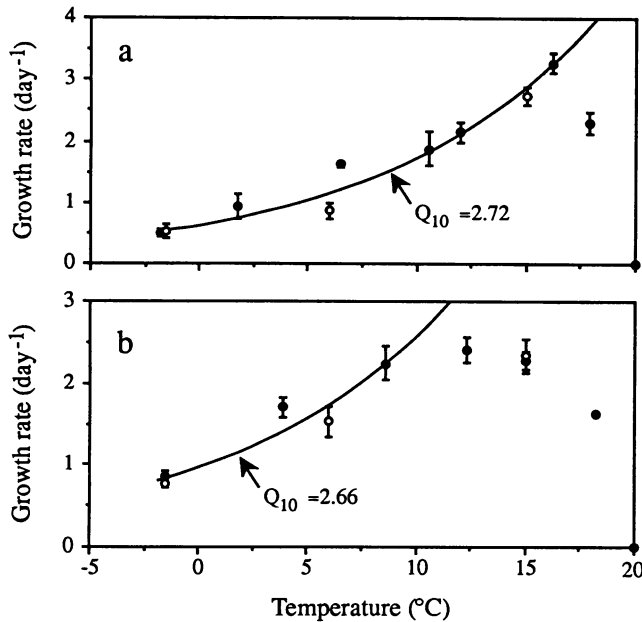 4
a
3
2
1
0
Growth rate (day⁻¹)
Q₁₀ =2.72
3
b
2
1
0
Growth rate (day⁻¹)
Q₁₀ =2.66
-5 0 5 10 15 20
Temperature (°C)